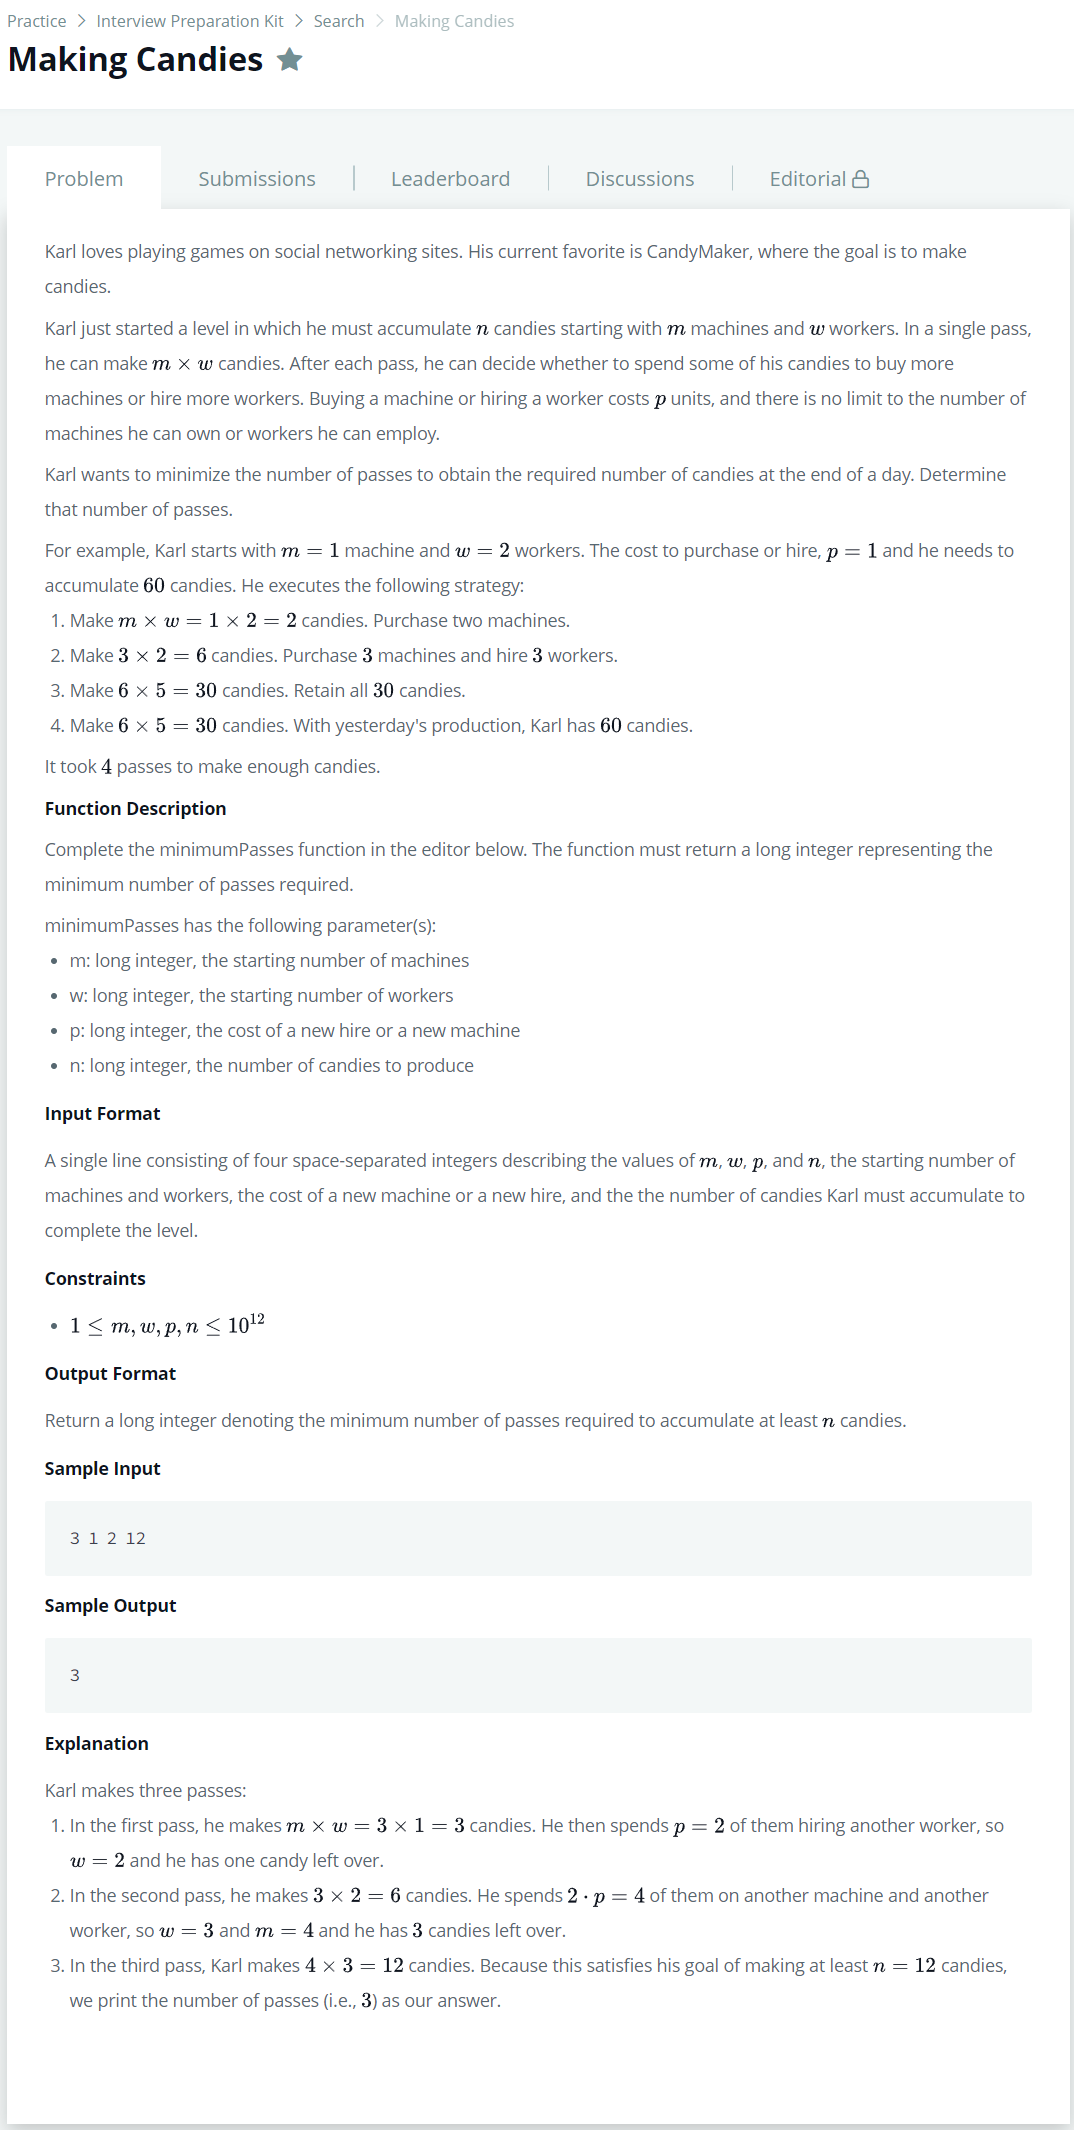 Practice > Interview Preparation Kit > Search > Making Candies
Making Candies
Problem
Submissions
Leaderboard
Discussions
Editorial
Karl loves playing games on social networking sites. His current favorite is CandyMaker, where the goal is to make
candies.
Karl just started a level in which he must accumulate n candies starting with m machines and w workers. In a single pass,
he can make m × w candies. After each pass, he can decide whether to spend some of his candies to buy more
machines or hire more workers. Buying a machine or hiring a worker costs p units, and there is no limit to the number of
machines he can own or workers he can employ.
Karl wants to minimize the number of passes to obtain the required number of candies at the end of a day. Determine
that number of passes.
For example, Karl starts with m = 1 machine and w = 2 workers. The cost to purchase or hire, p = 1 and he needs to
accumulate 60 candies. He executes the following strategy:
1. Make m × w = 1 × 2 = 2 candies. Purchase two machines.
2. Make 3 × 2 = 6 candies. Purchase 3 machines and hire 3 workers.
3. Make 6 × 5 = 30 candies. Retain all 30 candies.
4. Make 6 × 5 = 30 candies. With yesterday's production, Karl has 60 candies.
It took 4 passes to make enough candies.
Function Description
Complete the minimumPasses function in the editor below. The function must return a long integer representing the
minimum number of passes required.
minimumPasses has the following parameter(s):
• m: long integer, the starting number of machines
• w: long integer, the starting number of workers
• p: long integer, the cost of a new hire or a new machine
• n: long integer, the number of candies to produce
Input Format
A single line consisting of four space-separated integers describing the values of m, w, p, and n, the starting number of
machines and workers, the cost of a new machine or a new hire, and the the number of candies Karl must accumulate to
complete the level.
Constraints
• 1 ≤ m, w, p, n ≤ 10¹²
Output Format
Return a long integer denoting the minimum number of passes required to accumulate at least n candies.
Sample Input
3 1 2 12
Sample Output
3
Explanation
Karl makes three passes:
1. In the first pass, he makes m × w = 3 × 1 = 3 candies. He then spends p = 2 of them hiring another worker, so
w = 2 and he has one candy left over.
2. In the second pass, he makes 3 × 2 = 6 candies. He spends 2 · p = 4 of them on another machine and another
worker, so w = 3 and m = 4 and he has 3 candies left over.
3. In the third pass, Karl makes 4 × 3 = 12 candies. Because this satisfies his goal of making at least n = 12 candies,
we print the number of passes (i.e., 3) as our answer.